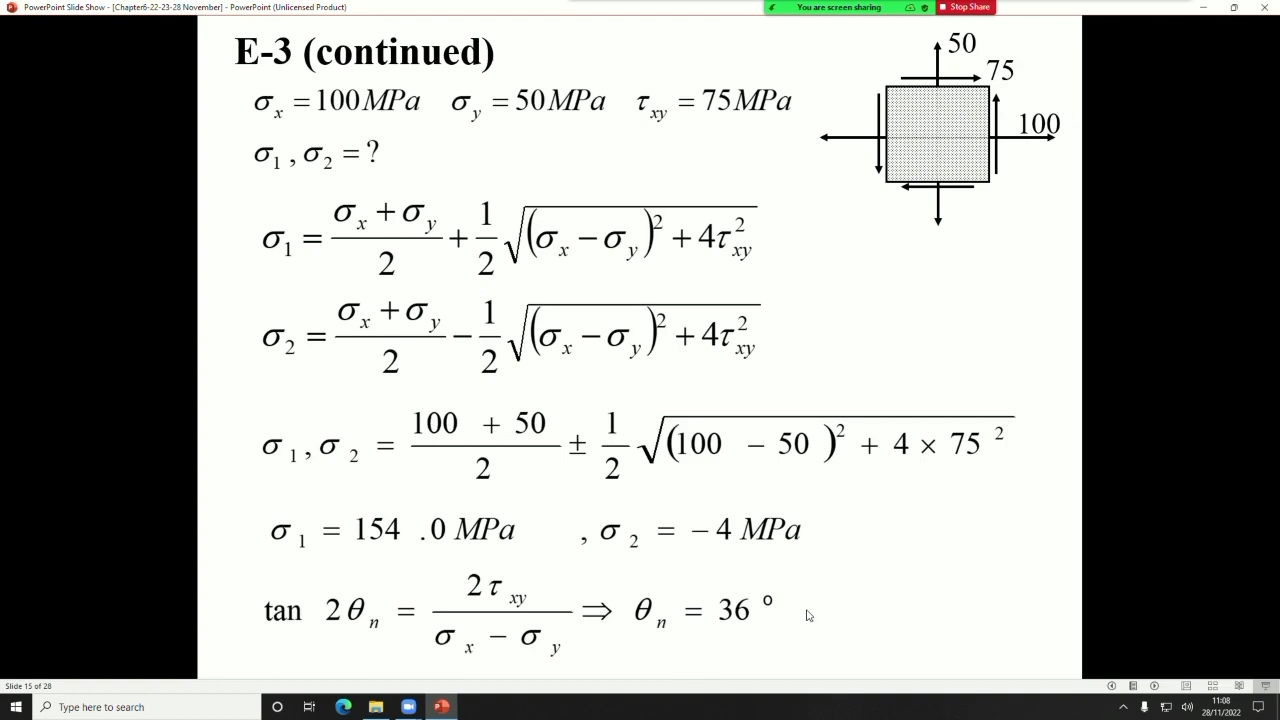 PowerPoint Slide Show - [Chapter6-22-23-28 November] - PowerPoint (Unlicensed Product)
You are screen sharing
Stop Share
E-3 (continued)
50
75
100
σx = 100 MPa σy = 50 MPa τxy = 75 MPa
σ1 , σ2 = ?
σ1 = (σx + σy)/2 + 1/2 √((σx − σy)² + 4τ²xy)
σ2 = (σx + σy)/2 − 1/2 √((σx − σy)² + 4τ²xy)
σ1 , σ2 = (100 + 50)/2 ± 1/2 √((100 − 50)² + 4 × 75²)
σ1 = 154 .0 MPa , σ2 = − 4 MPa
tan 2θn = 2τxy/(σx − σy) ⇒ θn = 36 °
Slide 15 of 28
Type here to search
11:08
28/11/2022